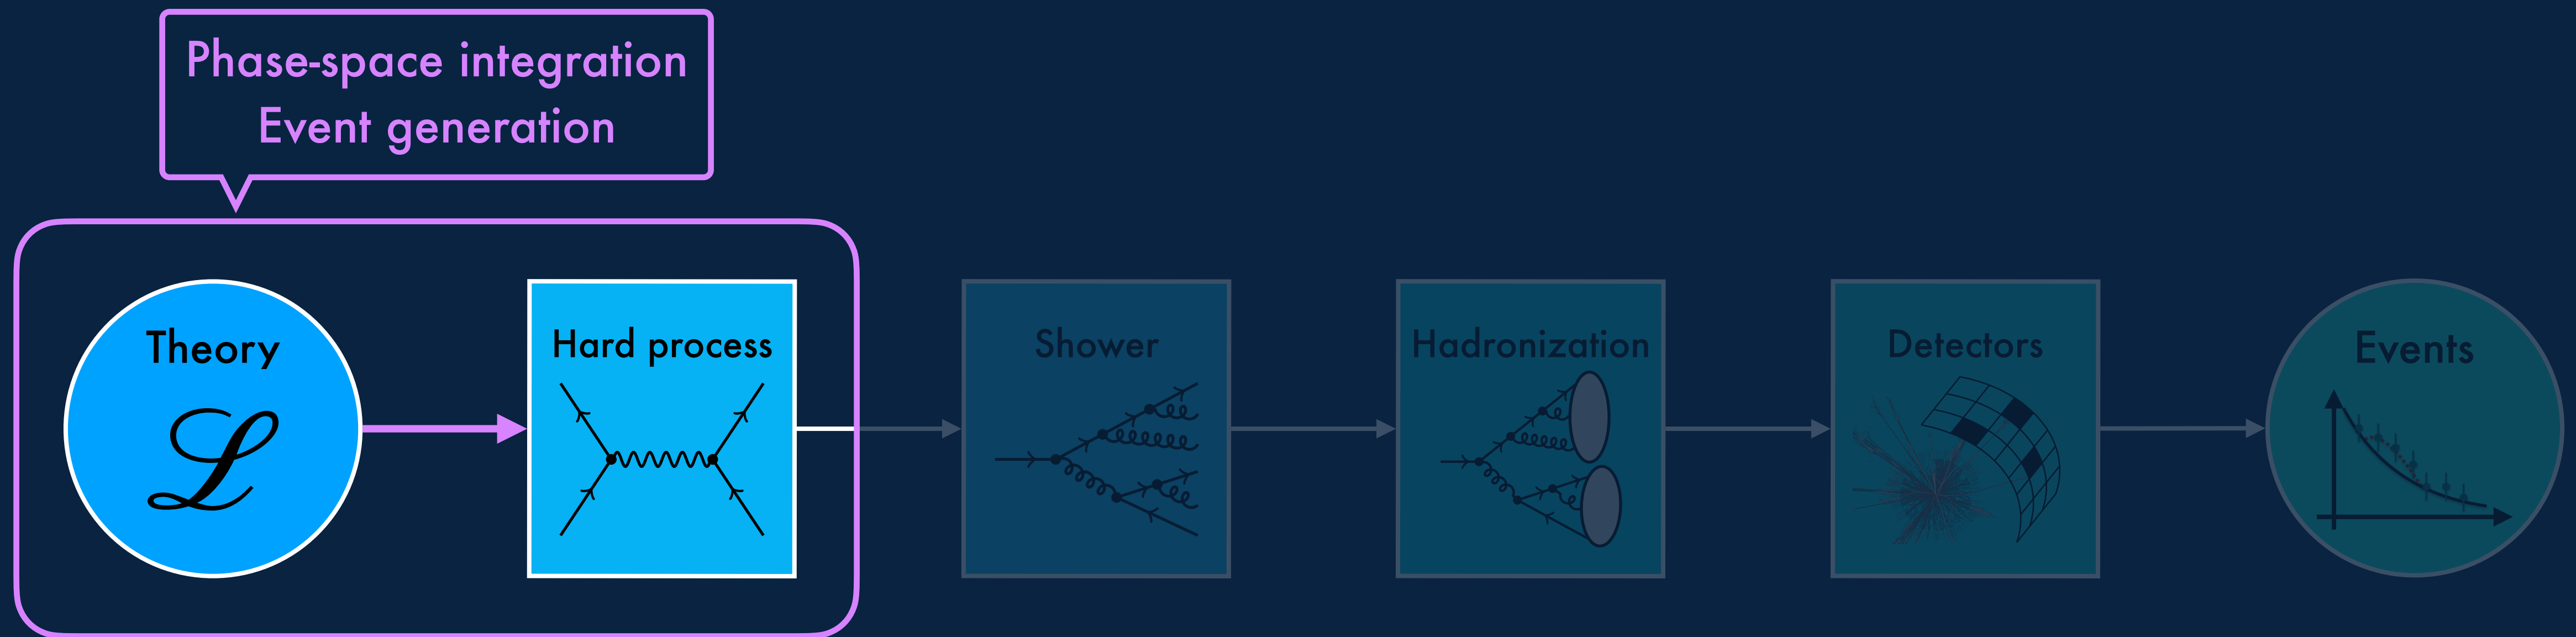 Phase-space integration
Event generation
Theory
ℒ
Hard process
Shower
Hadronization
Detectors
Events